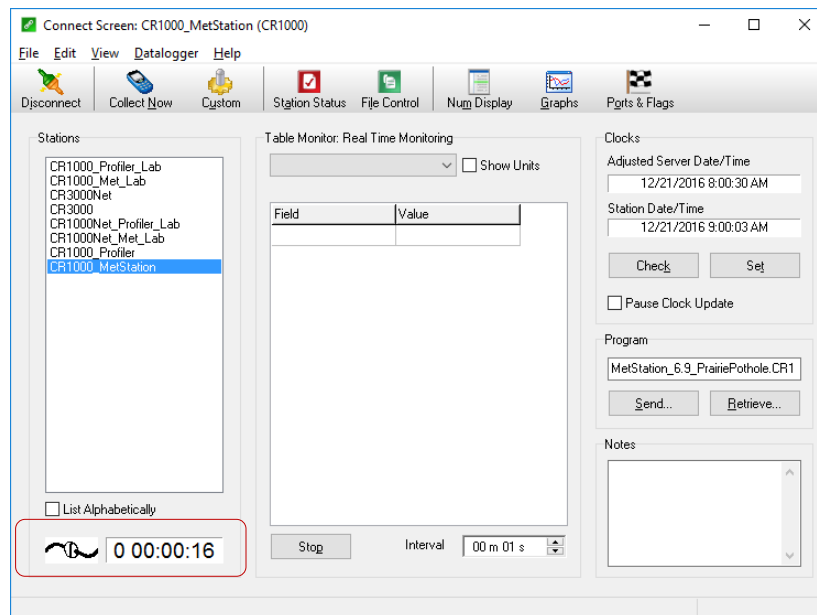 Connect Screen: CR1000_MetStation (CR1000)
File Edit View Datalogger Help
Disconnect Collect Now Custom Station Status File Control Num Display Graphs Ports & Flags
Stations
CR1000_Profiler_Lab
CR1000_Met_Lab
CR3000Net
CR3000
CR1000Net_Profiler_Lab
CR1000Net_Met_Lab
CR1000_Profiler
CR1000_MetStation
List Alphabetically
0 00:00:16
Table Monitor: Real Time Monitoring
Show Units
Field Value
Stop Interval 00 m 01 s
Clocks
Adjusted Server Date/Time
12/21/2016 8:00:30 AM
Station Date/Time
12/21/2016 9:00:03 AM
Check Set
Pause Clock Update
Program
MetStation_6.9_PrairiePothole.CR1
Send... Retrieve...
Notes